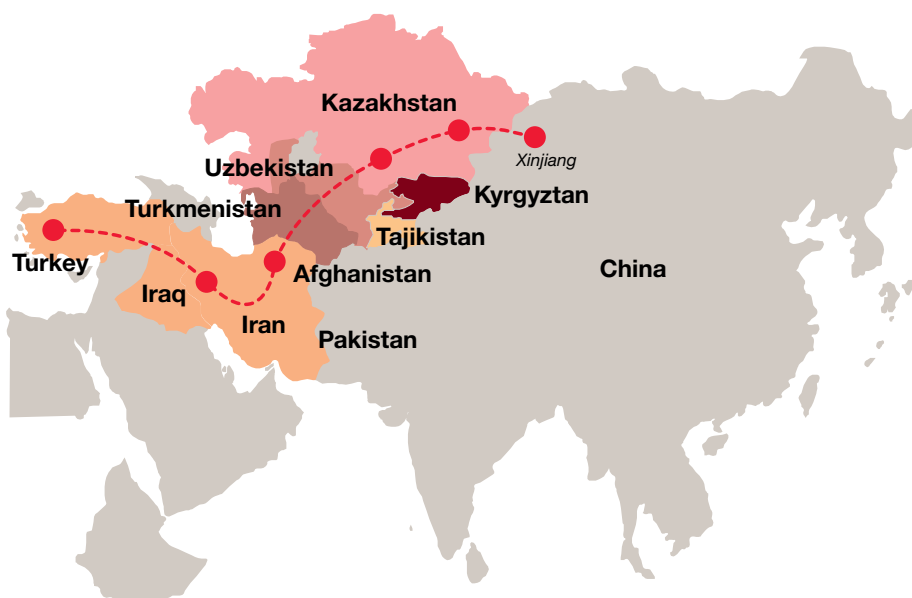 Kazakhstan
Xinjiang
Uzbekistan
Kyrgyztan
Turkmenistan
Tajikistan
Turkey
Afghanistan
China
Iraq
Iran
Pakistan